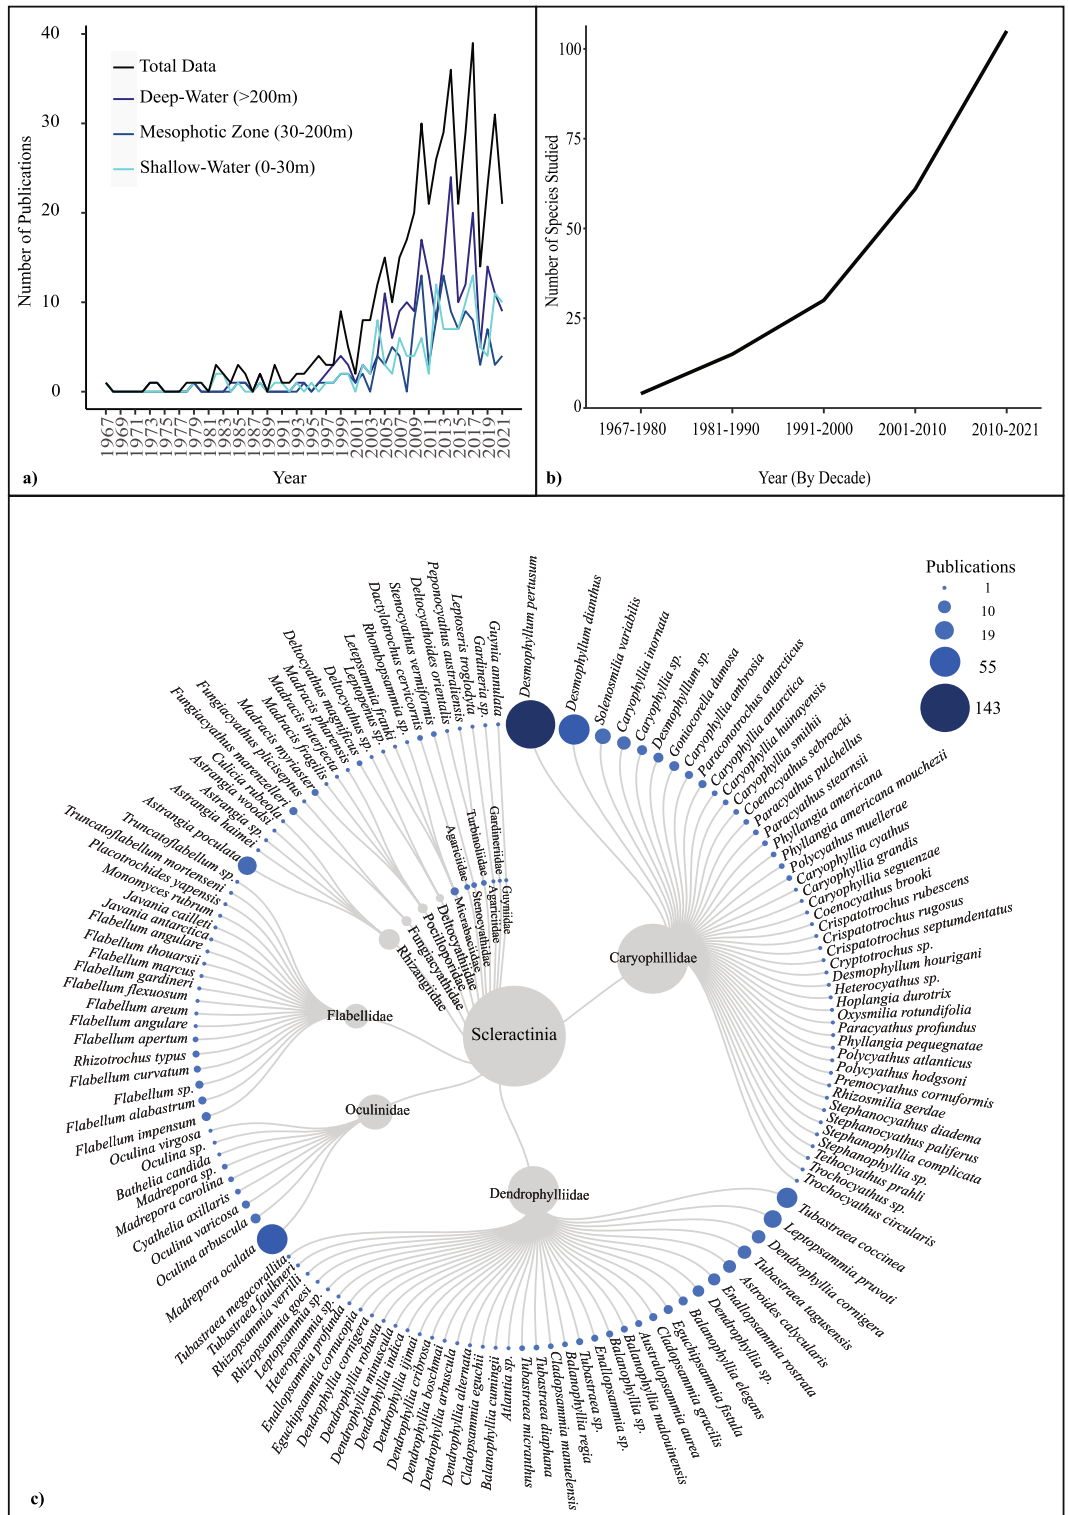 40
30
20
10
0
Number of Publications
Total Data
Deep-Water (>200m)
Mesophotic Zone (30-200m)
Shallow-Water (0-30m)
1967
1969
1971
1973
1975
1977
1979
1981
1983
1985
1987
1989
1991
1993
1995
1997
1999
2001
2003
2005
2007
2009
2011
2013
2015
2017
2019
2021
Year
a)
100
75
50
25
0
Number of Species Studied
1967-1980
1981-1990
1991-2000
2001-2010
2010-2021
Year (By Decade)
b)
Publications
1
10
19
55
143
Desmophyllum pertusum
Desmophyllum dianthus
Solenosmilia variabilis
Caryophyllia inornata
Caryophyllia sp.
Desmophyllum sp.
Goniocorella dumosa
Caryophyllia ambrosia
Paraconotrochus antarcticus
Caryophyllia antarctica
Caryophyllia huinayensis
Caryophyllia smithii
Coenocyathus sebroecki
Paracyathus pulchellus
Paracyathus stearnsii
Phyllangia americana
Phyllangia americana mouchezii
Polycyathus muellerae
Caryophyllia cyathus
Caryophyllia grandis
Caryophyllia seguenzae
Coenocyathus brooki
Crispatotrochus rubescens
Crispatotrochus rugosus
Crispatotrochus septumdentatus
Cryptotrochus sp.
Desmophyllum hourigani
Heterocyathus sp.
Hoplangia durotrix
Oxysmilia rotundifolia
Paracyathus profundus
Phyllangia pequegnatae
Polycyathus atlanticus
Polycyathus hodgsoni
Premocyathus cornuformis
Rhizosmilia gerdae
Stephanocyathus diadema
Stephanocyathus paliferus
Stephanophyllia complicata
Stephanophyllia sp.
Tethocyathus prahli
Trochocyathus sp.
Trochocyathus circularis
Tubastraea coccinea
Leptopsammia pruvoti
Dendrophyllia cornigera
Tubastraea tagusensis
Astroides calycularis
Enallopsammia rostrata
Dendrophyllia sp.
Balanophyllia elegans
Eguchipsammia fistula
Cladopsammia gracilis
Australopsammia aurea
Balanophyllia malouinensis
Balanophyllia sp.
Enallopsammia sp.
Tubastraea sp.
Balanophyllia regia
Cladopsammia manuelensis
Tubastraea diaphana
Tubastraea micranthus
Atlantia sp.
Balanophyllia cumingii
Cladopsammia eguchii
Dendrophyllia alternata
Dendrophyllia arbuscula
Dendrophyllia boschmai
Dendrophyllia cribrosa
Dendrophyllia ijimai
Dendrophyllia indica
Dendrophyllia minuscula
Dendrophyllia robusta
Eguchipsammia cornigera
Eguchipsammia cornucopia
Enallopsammia profunda
Heteropsammia sp.
Leptopsammia sp.
Rhizopsammia goesi
Rhizopsammia verrilli
Tubastraea faulkneri
Tubastraea megacorallita
Madrepora oculata
Oculina arbuscula
Oculina varicosa
Cyathelia axillaris
Madrepora carolina
Madrepora sp.
Bathelia candida
Oculina sp.
Oculina virgosa
Flabellum impensum
Flabellum alabastrum
Flabellum sp.
Flabellum curvatum
Rhizotrochus typus
Flabellum apertum
Flabellum angulare
Flabellum areum
Flabellum flexuosum
Flabellum gardineri
Flabellum marcus
Flabellum thouarsii
Flabellum angulare
Javania antarctica
Javania cailleti
Monomyces rubrum
Placotrochides yapensis
Truncatoflabellum mortenseni
Truncatoflabellum sp.
Astrangia poculata
Astrangia haimei
Astrangia sp.
Astrangia woodsi
Culicia rubeola
Fungiacyathus marenzelleri
Fungiacyathus pliciseptus
Madracis myriaster
Madracis fragilis
Madracis interjecta
Madracis pharensis
Deltocyathus magnificus
Deltocyathus sp.
Leptopenus sp.
Letepsammia franki
Rhombopsammia sp.
Dactylotrochus cervicornis
Stenocyathus vermiformis
Deltocyathoides orientalis
Peponocyathus australiensis
Leptoseris troglodyta
Gardineria sp.
Guynia annulata
Agariciidae
Turbinoliidae
Gardineriidae
Guyniidae
Agariciidae
Stenocyathidae
Micrabaciidae
Deltocyathiidae
Pocilloporidae
Fungiacyathidae
Rhizangiidae
Caryophillidae
Flabellidae
Scleractinia
Oculinidae
Dendrophylliidae
c)